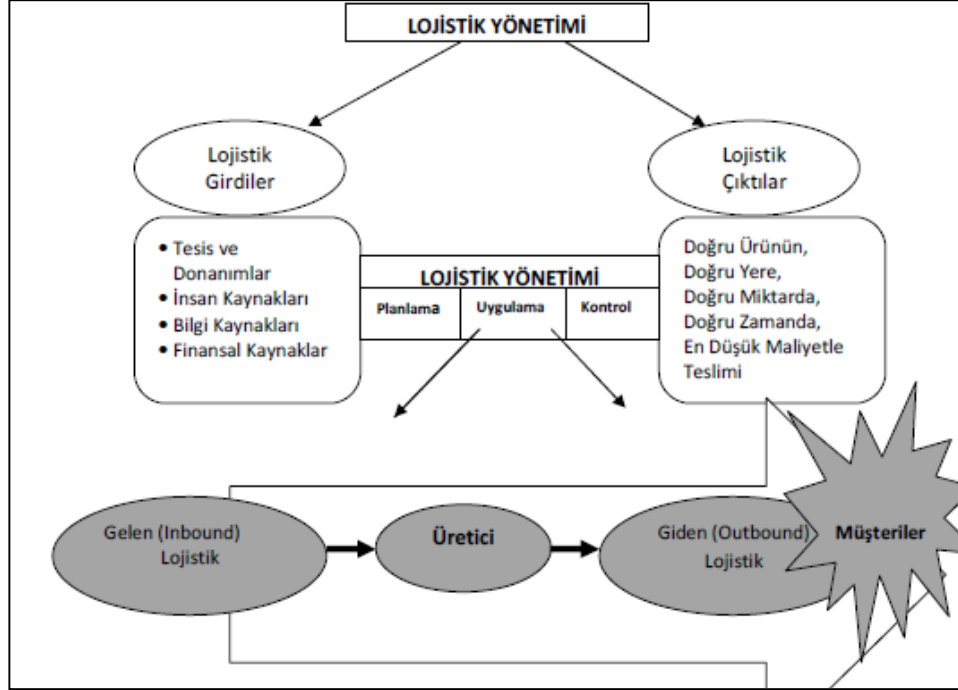 LOJİSTİK YÖNETİMİ
Lojistik
Girdiler
Lojistik
Çıktılar
• Tesis ve
Donanımlar
• İnsan Kaynakları
• Bilgi Kaynakları
• Finansal Kaynaklar
LOJİSTİK YÖNETİMİ
Planlama
Uygulama
Kontrol
Doğru Ürünün,
Doğru Yere,
Doğru Miktarda,
Doğru Zamanda,
En Düşük Maliyetle
Teslimi
Gelen (Inbound)
Lojistik
Üretici
Giden (Outbound)
Lojistik
Müşteriler